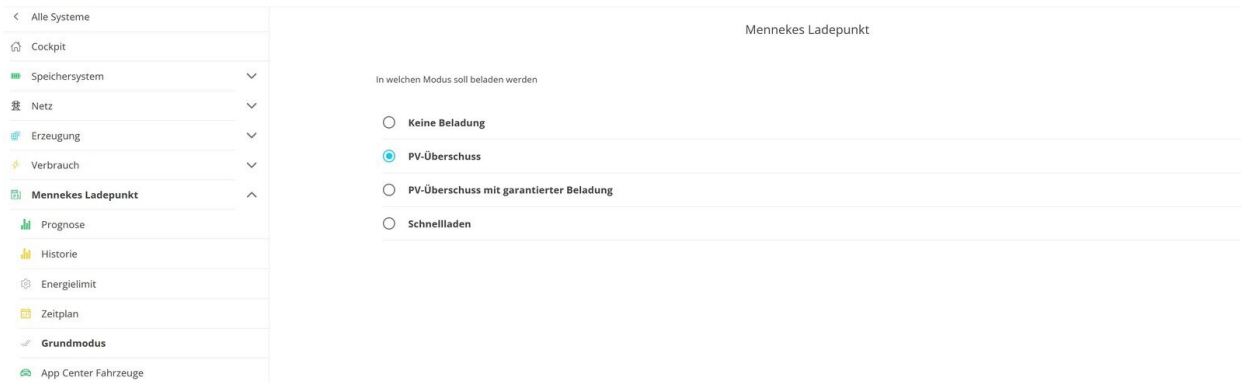 Alle Systeme
Cockpit
Speichersystem
Netz
Erzeugung
Verbrauch
Mennekes Ladepunkt
Prognose
Historie
Energielimit
Zeitplan
Grundmodus
App Center Fahrzeuge
Mennekes Ladepunkt
In welchen Modus soll beladen werden
Keine Beladung
PV-Überschuss
PV-Überschuss mit garantierter Beladung
Schnellladen